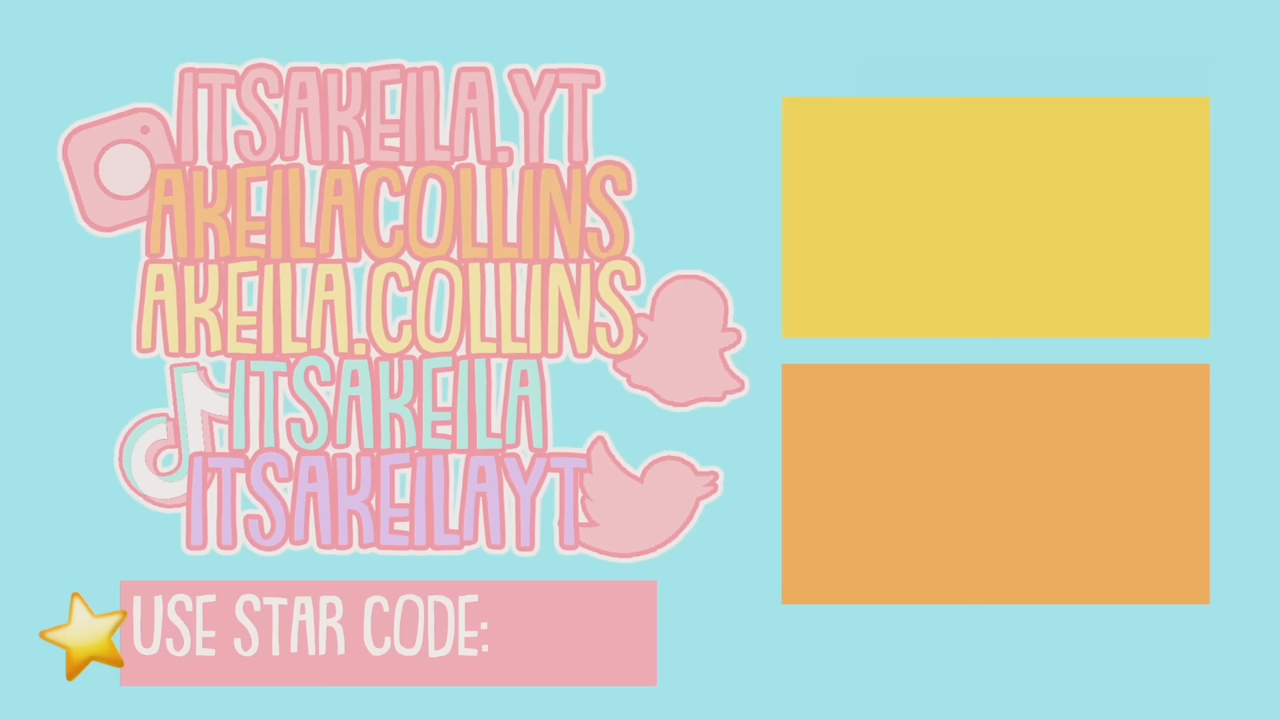 ITSAKEILA.YT
AKEILACOLLINS
AKEILA.COLLINS
ITSAKEILA
ITSAKEILAYT
USE STAR CODE: